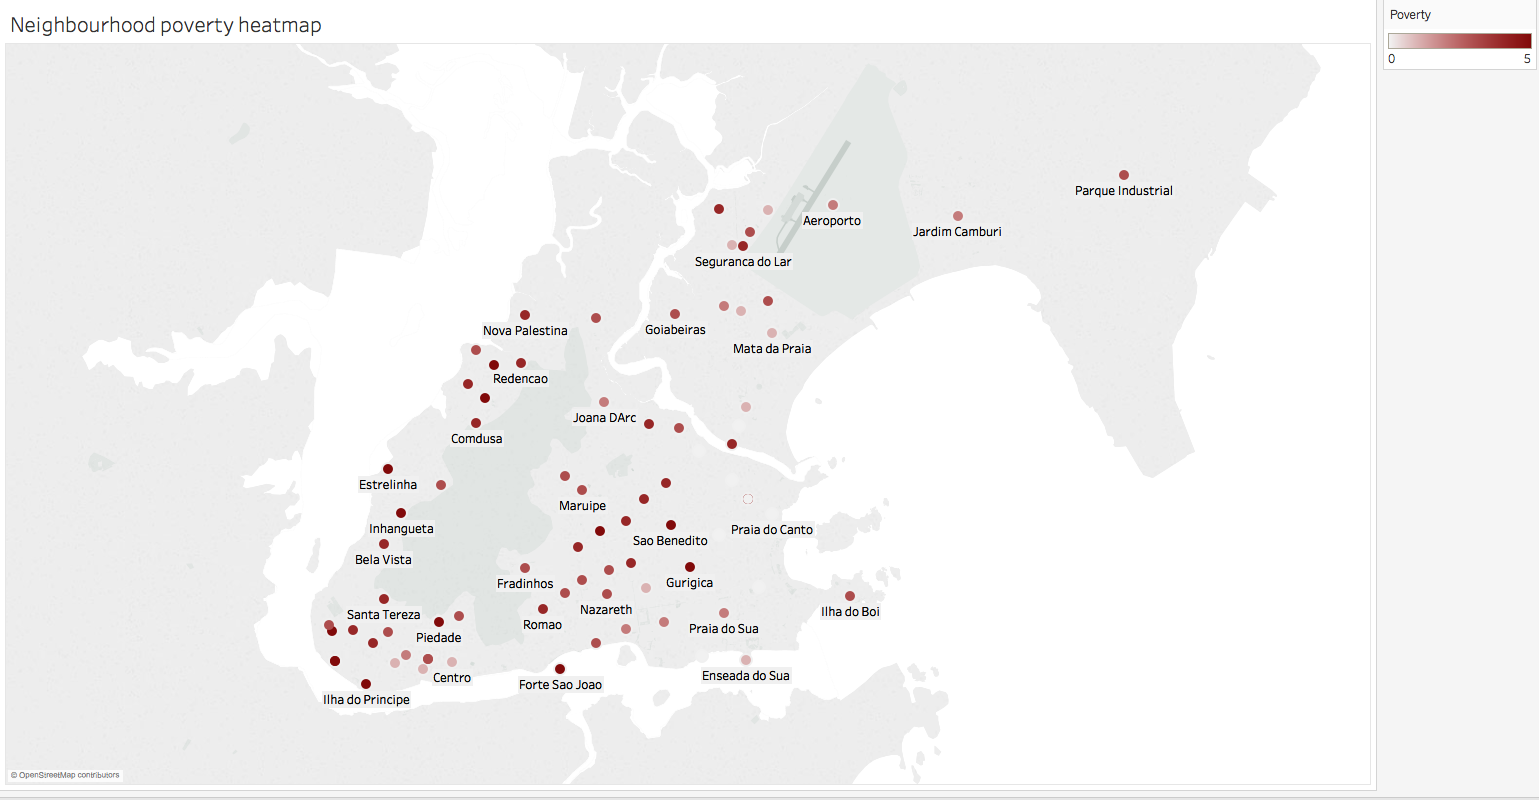 Neighbourhood poverty heatmap
Poverty
0 5
Parque Industrial
Aeroporto
Jardim Camburi
Seguranca do Lar
Nova Palestina
Goiabeiras
Mata da Praia
Redencao
Joana DArc
Comdusa
Estrelinha
Maruipe
Inhangueta
Sao Benedito
Praia do Canto
Bela Vista
Fradinhos
Gurigica
Nazareth
Ilha do Boi
Santa Tereza
Romao
Praia do Sua
Piedade
Centro
Enseada do Sua
Forte Sao Joao
Ilha do Principe
© OpenStreetMap contributors